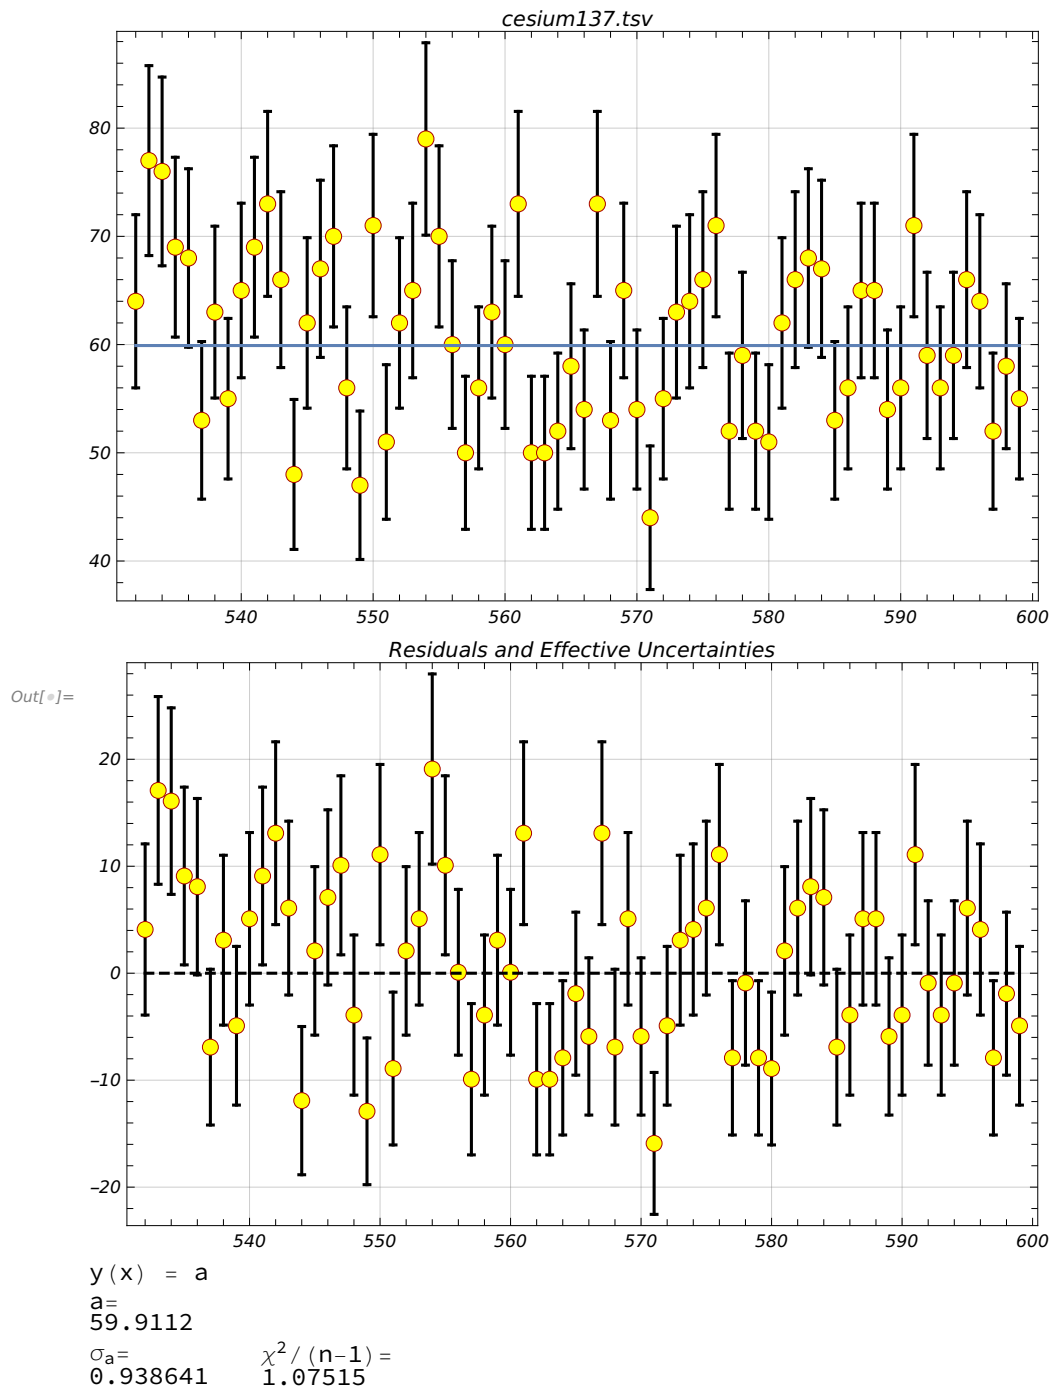 cesium137.tsv
80
70
60
50
40
540 550 560 570 580 590 600
Residuals and Effective Uncertainties
Out[•]=
20
10
0
−10
−20
540 550 560 570 580 590 600
y(x) = a
a=
59.9112
σa= χ²/(n-1)=
0.938641 1.07515